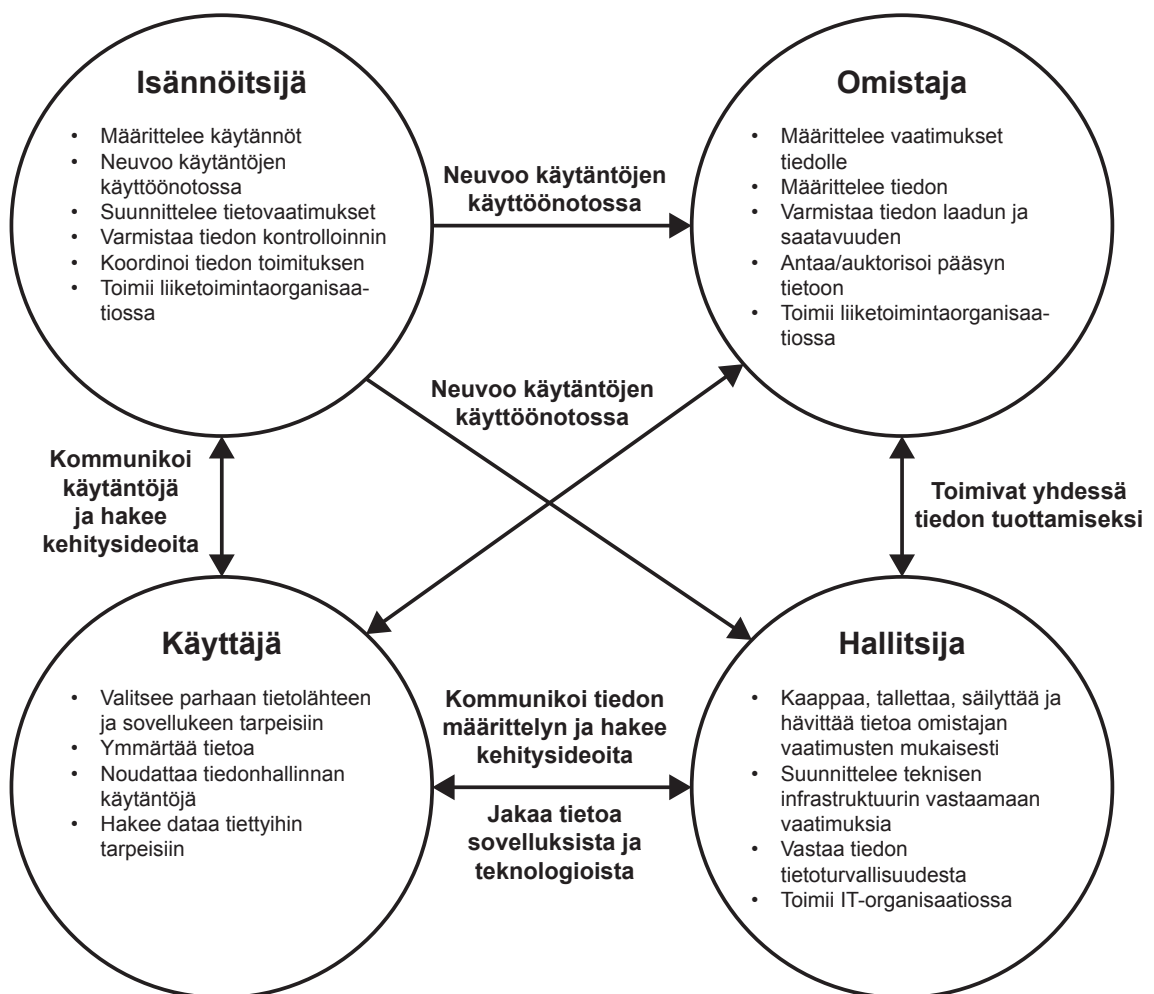 Isännöitsijä
• Määrittelee käytännöt
• Neuvoo käytäntöjen
käyttöönotossa
• Suunnittelee tietovaatimukset
• Varmistaa tiedon kontrolloinnin
• Koordinoi tiedon toimituksen
• Toimii liiketoimintaorganisaa-
tiossa
Neuvoo käytäntöjen
käyttöönotossa
Omistaja
• Määrittelee vaatimukset
tiedolle
• Määrittelee tiedon
• Varmistaa tiedon laadun ja
saatavuuden
• Antaa/auktorisoi pääsyn
tietoon
• Toimii liiketoimintaorganisaa-
tiossa
Neuvoo käytäntöjen
käyttöönotossa
Kommunikoi
käytäntöjä
ja hakee
kehitysideoita
Toimivat yhdessä
tiedon tuottamiseksi
Käyttäjä
• Valitsee parhaan tietolähteen
ja sovellukeen tarpeisiin
• Ymmärtää tietoa
• Noudattaa tiedonhallinnan
käytäntöjä
• Hakee dataa tiettyihin
tarpeisiin
Kommunikoi tiedon
määrittelyn ja hakee
kehitysideoita
Jakaa tietoa
sovelluksista ja
teknologioista
Hallitsija
• Kaappaa, tallettaa, säilyttää ja
hävittää tietoa omistajan
vaatimusten mukaisesti
• Suunnittelee teknisen
infrastruktuurin vastaamaan
vaatimuksia
• Vastaa tiedon
tietoturvallisuudesta
• Toimii IT-organisaatiossa